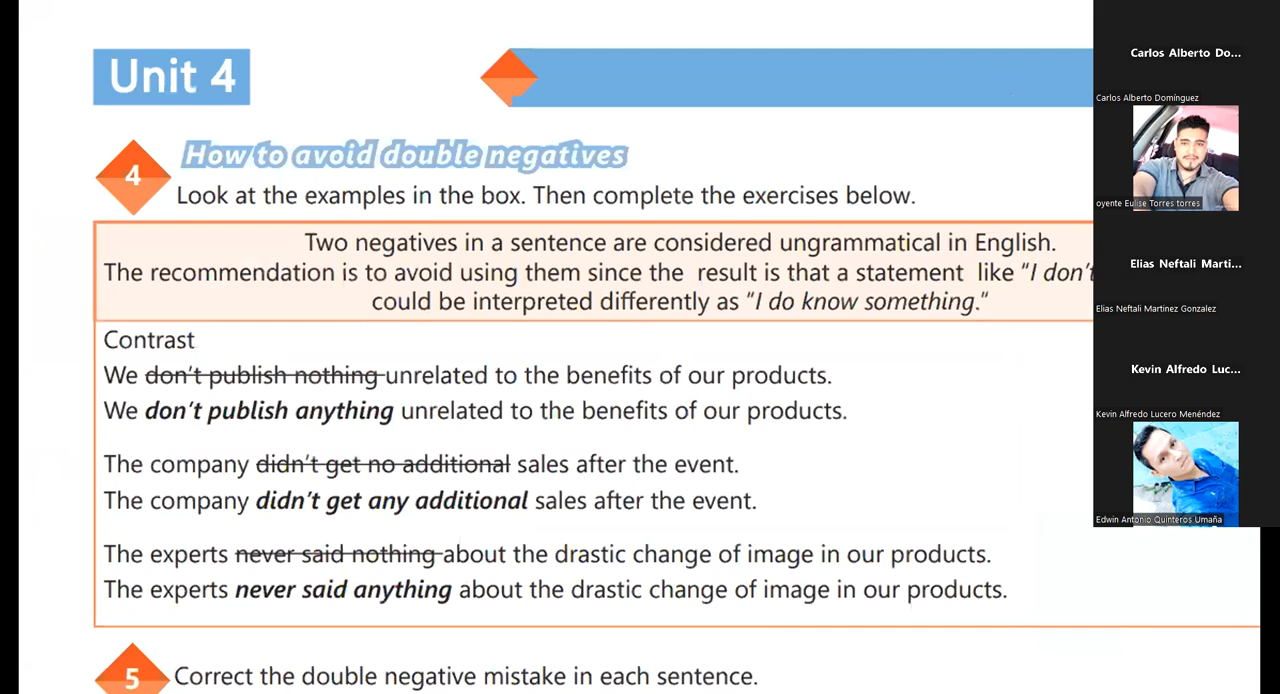 Unit 4
4
How to avoid double negatives
Look at the examples in the box. Then complete the exercises below.
Two negatives in a sentence are considered ungrammatical in English.
The recommendation is to avoid using them since the result is that a statement like "I don't
could be interpreted differently as "I do know something."
Contrast
We don't publish nothing unrelated to the benefits of our products.
We don't publish anything unrelated to the benefits of our products.
The company didn't get no additional sales after the event.
The company didn't get any additional sales after the event.
The experts never said nothing about the drastic change of image in our products.
The experts never said anything about the drastic change of image in our products.
5
Correct the double negative mistake in each sentence.
Carlos Alberto Do...
Carlos Alberto Domínguez
oyente Eulise Torres torres
Elias Neftali Marti...
Elias Neftali Martinez Gonzalez
Kevin Alfredo Luc...
Kevin Alfredo Lucero Menéndez
Edwin Antonio Quinteros Umaña